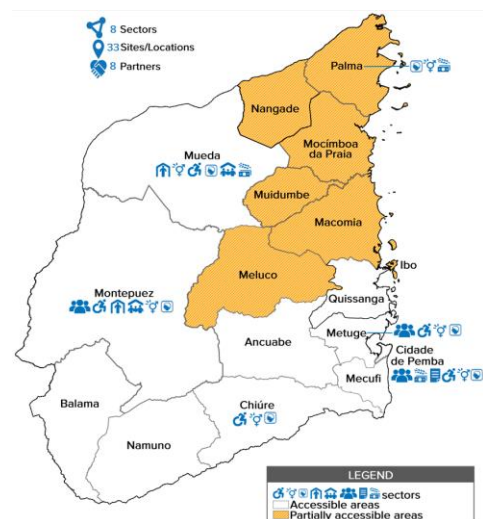 8 Sectors
33 Sites/Locations
8 Partners
Palma
Nangade
Mocímboa
da Praia
Mueda
Muidumbe
Macomia
Meluco
Ibo
Montepuez
Quissanga
Ancuabe
Metuge
Cidade
de Pemba
Mecufi
Balama
Chiúre
Namuno
LEGEND
sectors
Accessible areas
Partially accessible areas